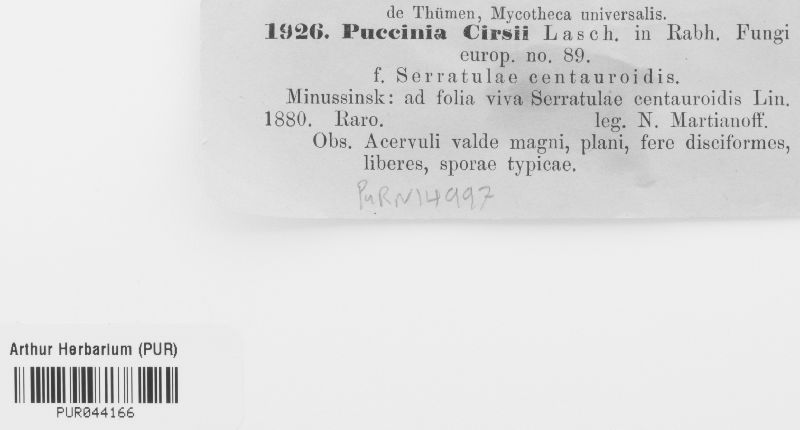 de Thümen, Mycotheca universalis.
1926. Puccinia Cirsii Lasch. in Rabh. Fungi
europ. no. 89.
f. Serratulae centauroidis.
Minussinsk: ad folia viva Serratulae centauroidis Lin.
1880. Raro. leg. N. Martianoff.
Obs. Acervuli valde magni, plani, fere disciformes,
liberes, sporae typicae.
PURN14997
Arthur Herbarium (PUR)
PUR044166